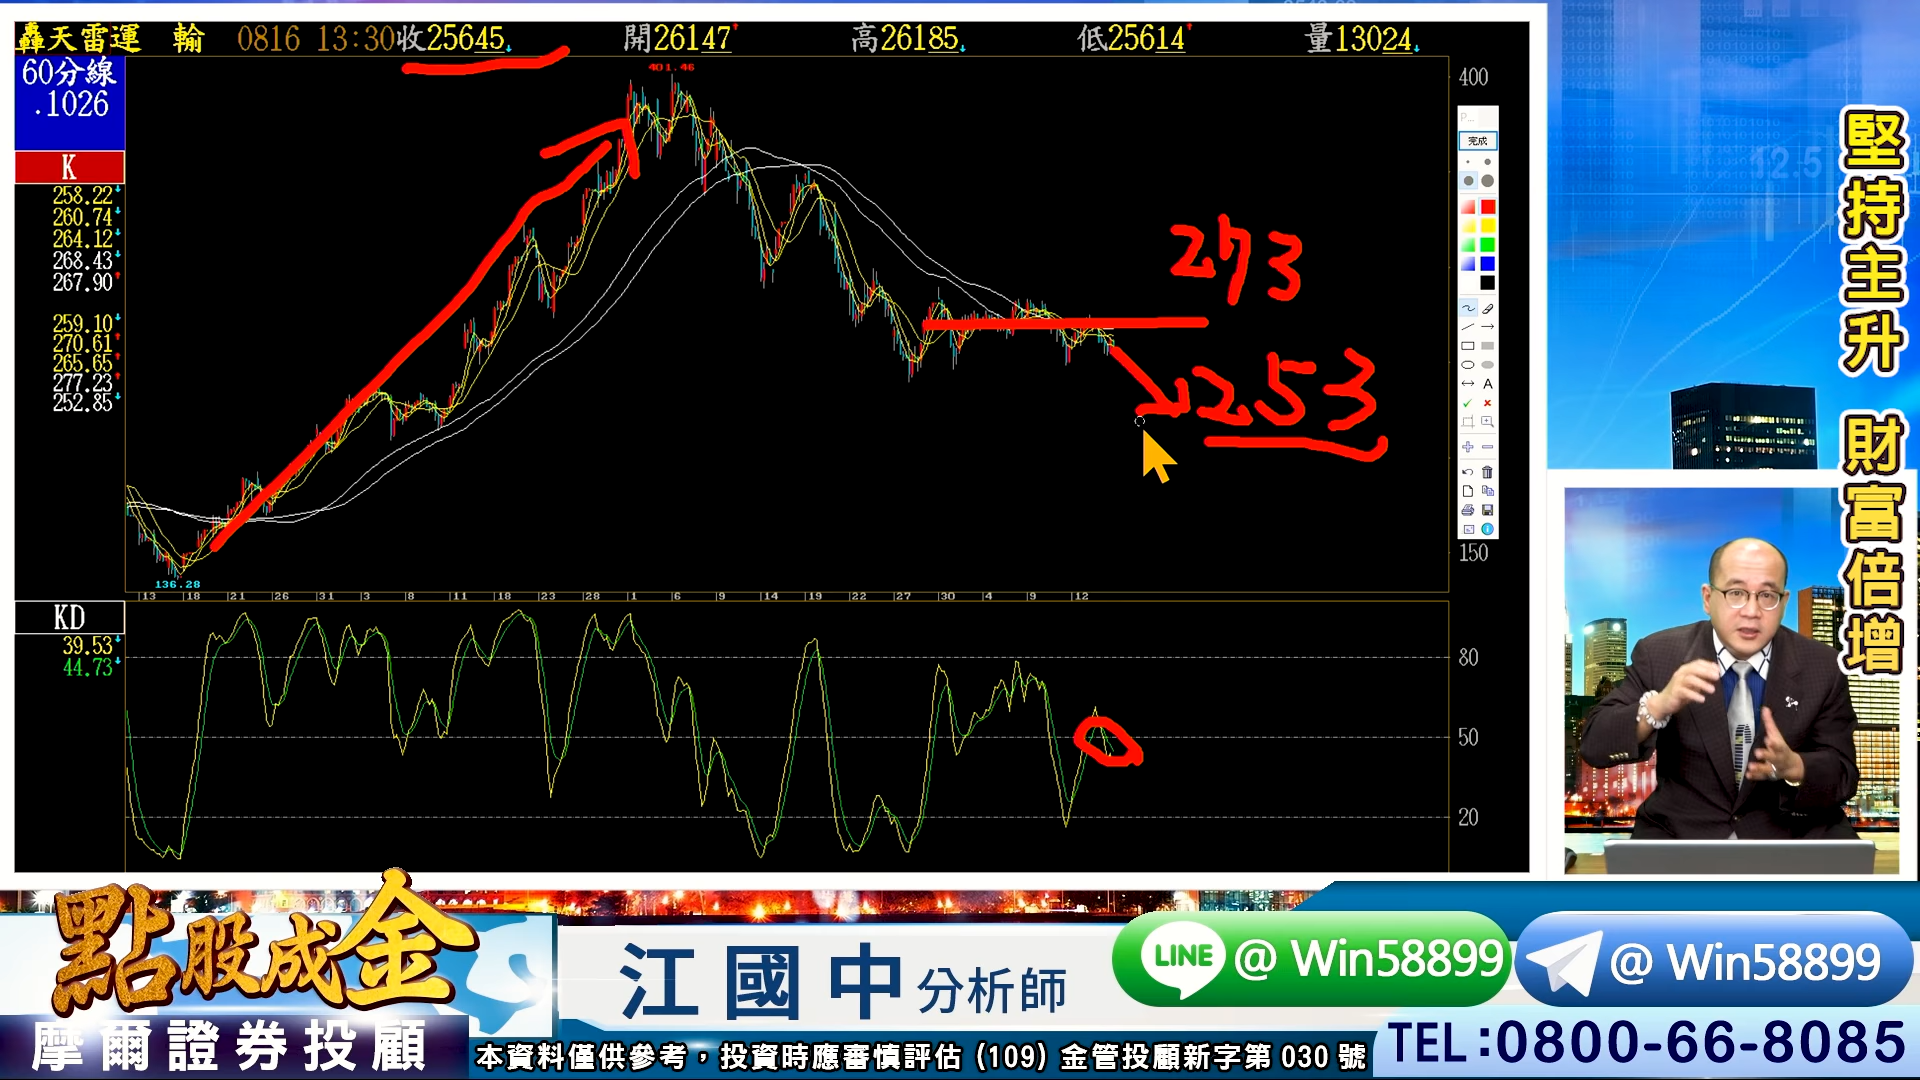 轟天雷運 輸 0816 13:30收25645 開26147 高26185 低25614 量13024
60分線
.1026
K
258.22
260.74
264.12
268.43
267.90
259.10
270.61
265.65
277.23
252.85
401.46
136.28
400
150
273
253
P...
完成
A
13 18 21 26 31 3 8 11 18 23 28 1 6 9 14 19 22 27 30 4 9 12
KD
39.53
44.73
80
50
20
堅持主升 財富倍增
點股成金
摩爾證券投顧
江國中分析師
LINE @ Win58899
@ Win58899
TEL:0800-66-8085
本資料僅供參考，投資時應審慎評估 (109) 金管投顧新字第 030 號